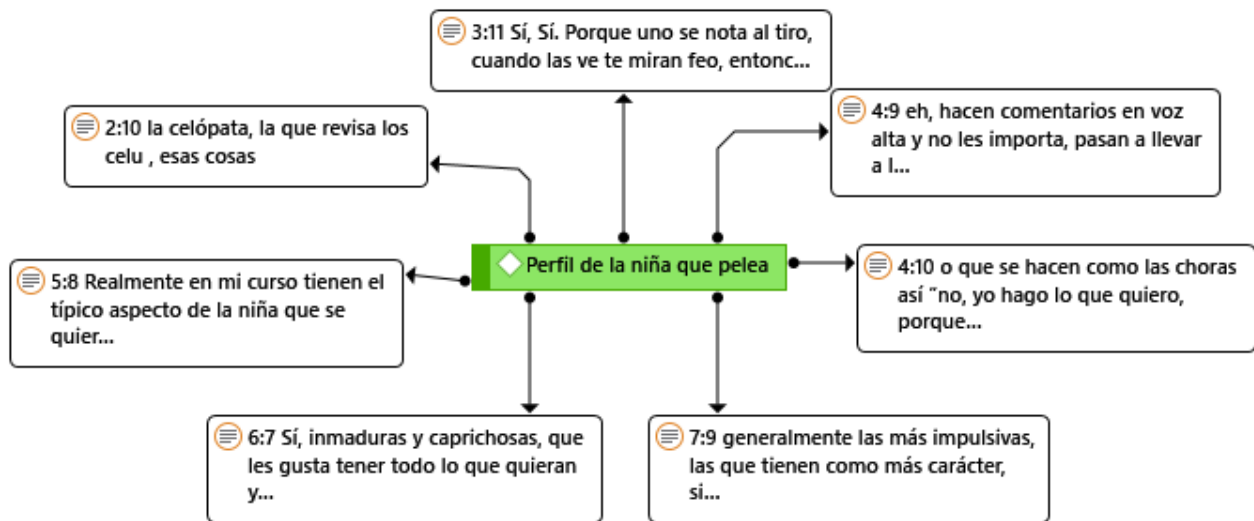 3:11 Sí, Sí. Porque uno se nota al tiro,
cuando las ve te miran feo, entonc...
2:10 la celópata, la que revisa los
celu , esas cosas
4:9 eh, hacen comentarios en voz
alta y no les importa, pasan a llevar
a l...
Perfil de la niña que pelea
5:8 Realmente en mi curso tienen el
típico aspecto de la niña que se
quier...
4:10 o que se hacen como las choras
así “no, yo hago lo que quiero,
porque...
6:7 Sí, inmaduras y caprichosas, que
les gusta tener todo lo que quieran
y...
7:9 generalmente las más impulsivas,
las que tienen como más carácter,
si...